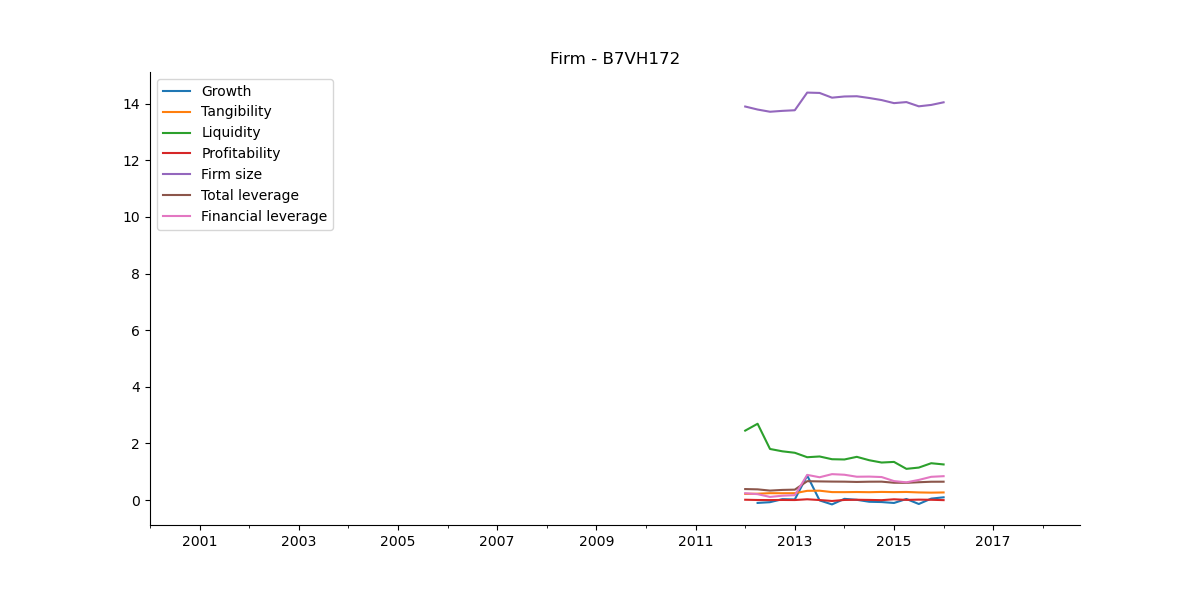 Firm - B7VH172
Growth
Tangibility
Liquidity
Profitability
Firm size
Total leverage
Financial leverage
14
12
10
8
6
4
2
0
2001 2003 2005 2007 2009 2011 2013 2015 2017